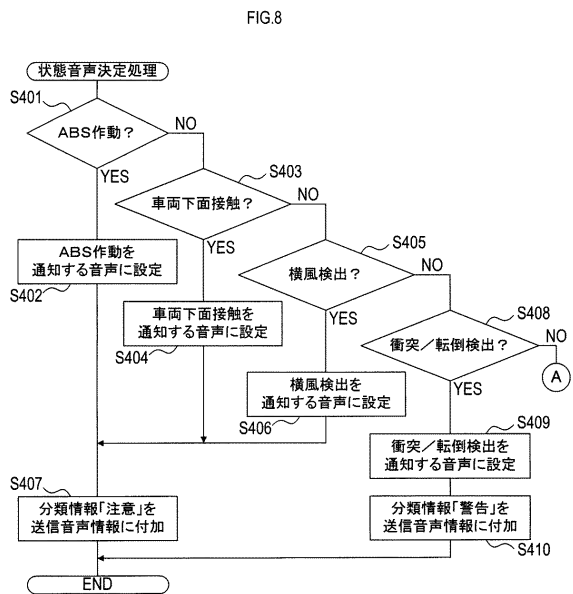 FIG.8
状態音声決定処理
S401
ABS作動？
NO
YES
S403
車両下面接触？
NO
YES
S405
横風検出？
NO
YES
S408
衝突／転倒検出？
NO
YES
A
ABS作動を
通知する音声に設定
S402
車両下面接触を
通知する音声に設定
S404
横風検出を
通知する音声に設定
S406
S409
衝突／転倒検出を
通知する音声に設定
S407
分類情報「注意」を
送信音声情報に付加
分類情報「警告」を
送信音声情報に付加
S410
END